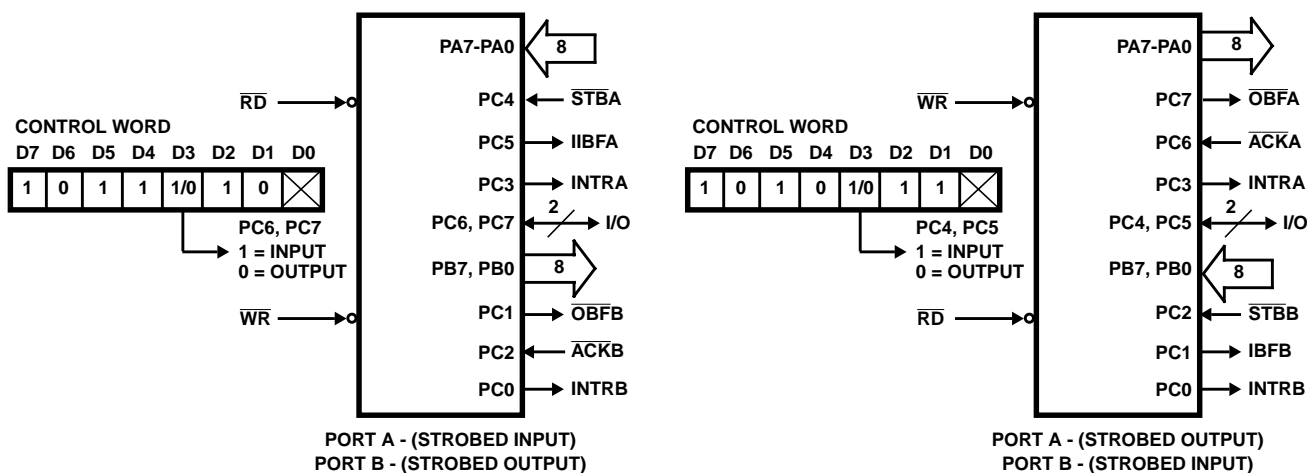 PA7-PA0
8
RD
PC4
STBA
CONTROL WORD
D7 D6 D5 D4 D3 D2 D1 D0
1 0 1 1 1/0 1 0
PC5
IIBFA
PC3
INTRA
PC6, PC7
1 = INPUT
0 = OUTPUT
PC6, PC7
2
I/O
PB7, PB0
8
WR
PC1
OBFB
PC2
ACKB
PC0
INTRB
PORT A - (STROBED INPUT)
PORT B - (STROBED OUTPUT)
PA7-PA0
8
WR
PC7
OBFA
CONTROL WORD
D7 D6 D5 D4 D3 D2 D1 D0
1 0 1 0 1/0 1 1
PC6
ACKA
PC3
INTRA
PC4, PC5
1 = INPUT
0 = OUTPUT
PC4, PC5
2
I/O
PB7, PB0
8
RD
PC2
STBB
PC1
IBFB
PC0
INTRB
PORT A - (STROBED OUTPUT)
PORT B - (STROBED INPUT)